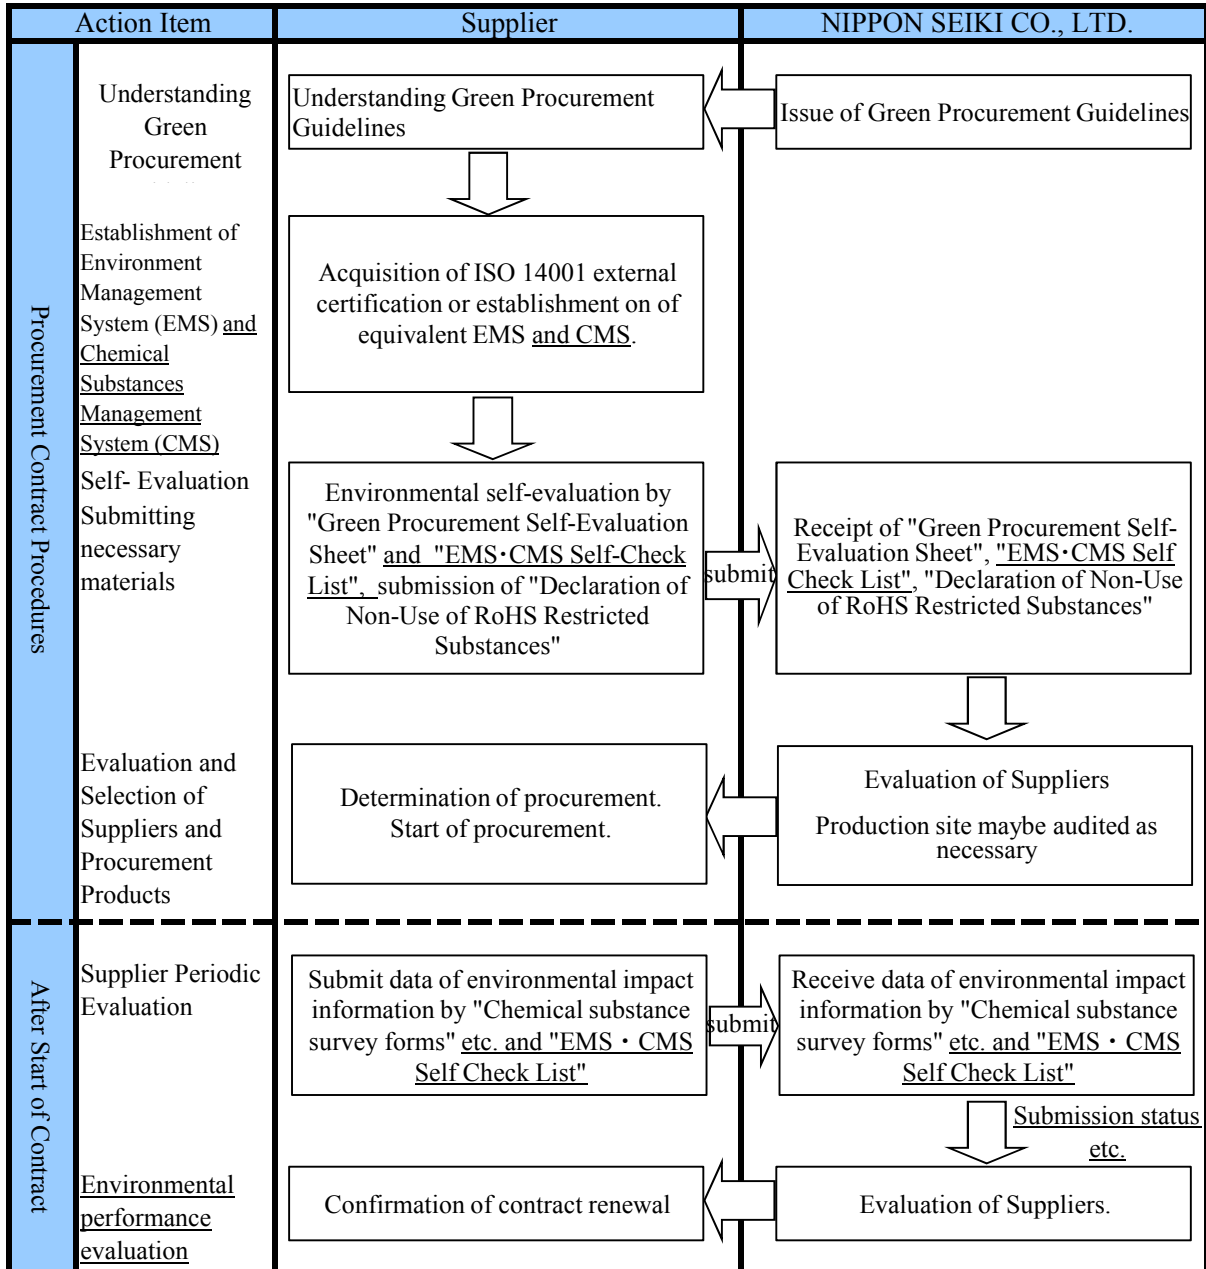 Action Item
Supplier
NIPPON SEIKI CO., LTD.
Procurement Contract Procedures
Understanding
Green
Procurement
Understanding Green Procurement
Guidelines
Issue of Green Procurement Guidelines
Establishment of
Environment
Management
System (EMS) and
Chemical
Substances
Management
System (CMS)
Acquisition of ISO 14001 external
certification or establishment on of
equivalent EMS and CMS.
Self- Evaluation
Submitting
necessary
materials
Environmental self-evaluation by
"Green Procurement Self-Evaluation
Sheet" and "EMS･CMS Self-Check
List", submission of "Declaration of
Non-Use of RoHS Restricted
Substances"
submit
Receipt of "Green Procurement Self-
Evaluation Sheet", "EMS･CMS Self
Check List", "Declaration of Non-Use
of RoHS Restricted Substances"
Evaluation and
Selection of
Suppliers and
Procurement
Products
Determination of procurement.
Start of procurement.
Evaluation of Suppliers
Production site maybe audited as
necessary
After Start of Contract
Supplier Periodic
Evaluation
Submit data of environmental impact
information by "Chemical substance
survey forms" etc. and "EMS・CMS
Self Check List"
submit
Receive data of environmental impact
information by "Chemical substance
survey forms" etc. and "EMS・CMS
Self Check List"
Submission status
etc.
Environmental
performance
evaluation
Confirmation of contract renewal
Evaluation of Suppliers.